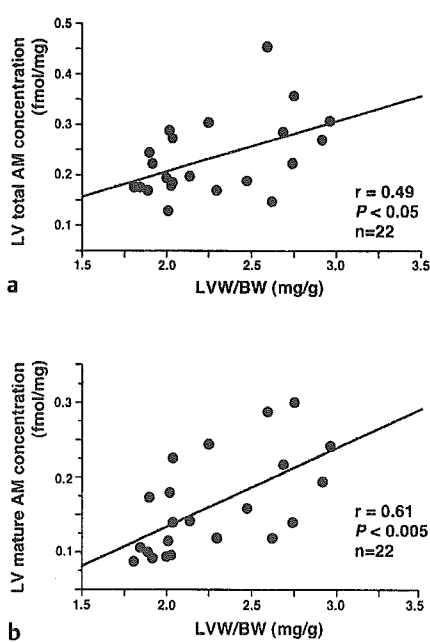 LV total AM concentration
(fmol/mg)
0.5
0.4
0.3
0.2
0.1
r = 0.49
P < 0.05
n=22
1.5 2.0 2.5 3.0 3.5
a
LVW/BW (mg/g)
LV mature AM concentration
(fmol/mg)
0.3
0.2
0.1
r = 0.61
P < 0.005
n=22
1.5 2.0 2.5 3.0 3.5
b
LVW/BW (mg/g)